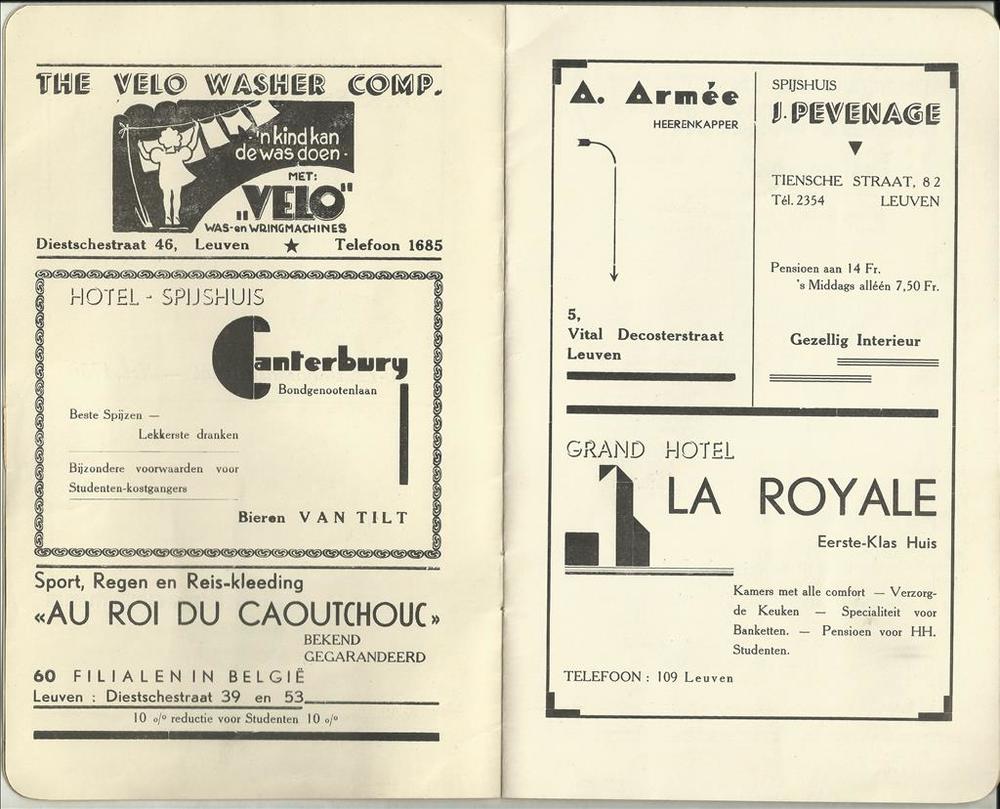 THE VELO WASHER COMP.
'n kind kan
de was doen -
MET:
„VELO"
WAS- en WRINGMACHINES
Diestschestraat 46, Leuven ★ Telefoon 1685
HOTEL - SPIJSHUIS
Canterbury
Bondgenootenlaan
Beste Spijzen —
Lekkerste dranken
Bijzondere voorwaarden voor
Studenten-kostgangers
Bieren VAN TILT
Sport, Regen en Reis-kleeding
«AU ROI DU CAOUTCHOUC»
BEKEND
GEGARANDEERD
60 FILIALEN IN BELGIË
Leuven : Diestschestraat 39 en 53
10 o/o reductie voor Studenten 10 o/o
A. Armée
HEERENKAPPER
5,
Vital Decosterstraat
Leuven
SPIJSHUIS
J. PEVENAGE
TIENSCHE STRAAT, 82
Tél. 2354 LEUVEN
Pensioen aan 14 Fr.
's Middags alléén 7,50 Fr.
Gezellig Interieur
GRAND HOTEL
LA ROYALE
Eerste-Klas Huis
Kamers met alle comfort — Verzorg-
de Keuken — Specialiteit voor
Banketten. — Pensioen voor HH.
Studenten.
TELEFOON : 109 Leuven